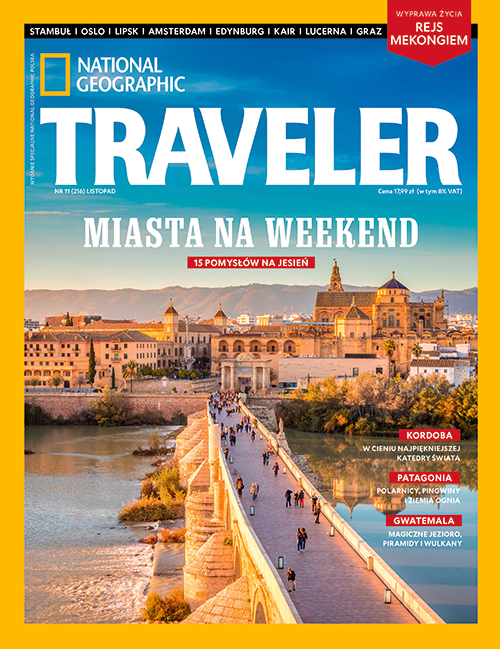 STAMBUŁ I OSLO I LIPSK I AMSTERDAM I EDYNBURG I KAIR I LUCERNA I GRAZ
WYPRAWA ŻYCIA
REJS
MEKONGIEM
NATIONAL
GEOGRAPHIC
WYDANIE SPECJALNE NATIONAL GEOGRAPHIC POLSKA
TRAVELER
NR 11 (216) LISTOPAD
Cena 17,99 zł (w tym 8% VAT)
MIASTA NA WEEKEND
15 POMYSŁÓW NA JESIEŃ
KORDOBA
W CIENIU NAJPIĘKNIEJSZEJ
KATEDRY ŚWIATA
PATAGONIA
POLARNICY, PINGWINY
I ZIEMIA OGNIA
GWATEMALA
MAGICZNE JEZIORO,
PIRAMIDY I WULKANY